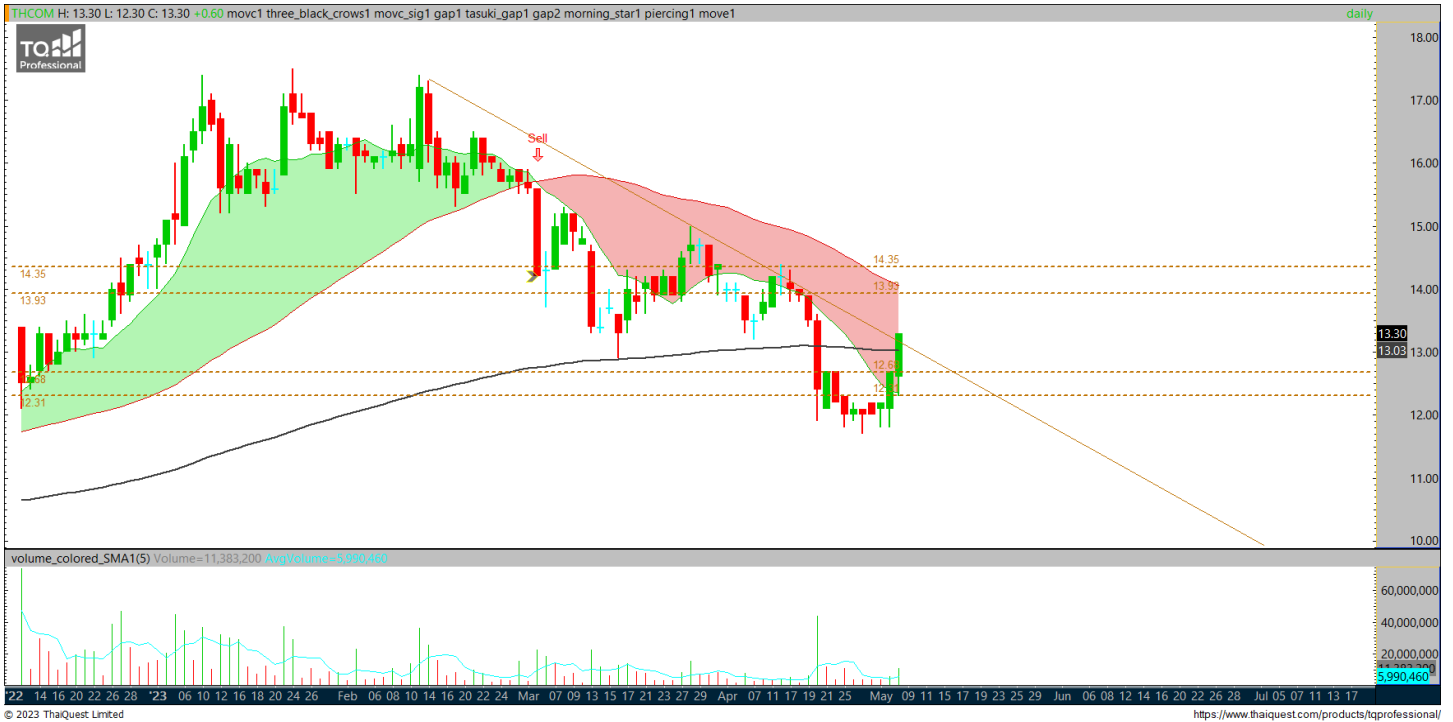 THCOM H: 13.30 L: 12.30 C: 13.30 +0.60 movc1 three_black_crows1 movc_sig1 gap1 tasuki_gap1 gap2 morning_star1 piercing1 move1 daily
TQ
Professional
18.00
17.00
Sell
16.00
15.00
14.35 14.35
14.00
13.93 13.93
13.30
13.03 13.00
12.31
12.00
11.00
10.00
volume_colored_SMA1(5) Volume=11,383,200 AvgVolume=5,990,460
60,000,000
40,000,000
20,000,000
11,383,200
5,990,460
'22 14 16 20 22 26 28 '23 06 10 12 16 18 20 24 26 Feb 06 08 10 14 16 20 22 24 Mar 07 09 13 15 17 21 23 27 29 Apr 07 11 17 19 21 25 May 09 11 15 17 19 23 25 29 Jun 06 08 12 14 16 20 22 26 28 Jul 05 07 11 13 17
© 2023 ThaiQuest Limited https://www.thaiquest.com/products/tqprofessional/